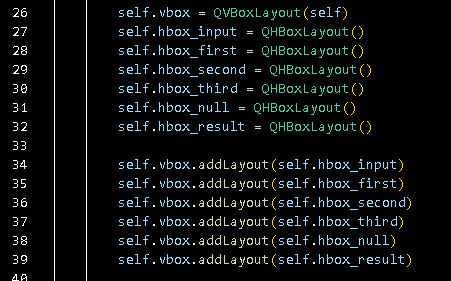 26 self.vbox = QVBoxLayout(self)
27 self.hbox_input = QHBoxLayout()
28 self.hbox_first = QHBoxLayout()
29 self.hbox_second = QHBoxLayout()
30 self.hbox_third = QHBoxLayout()
31 self.hbox_null = QHBoxLayout()
32 self.hbox_result = QHBoxLayout()
33
34 self.vbox.addLayout(self.hbox_input)
35 self.vbox.addLayout(self.hbox_first)
36 self.vbox.addLayout(self.hbox_second)
37 self.vbox.addLayout(self.hbox_third)
38 self.vbox.addLayout(self.hbox_null)
39 self.vbox.addLayout(self.hbox_result)
40